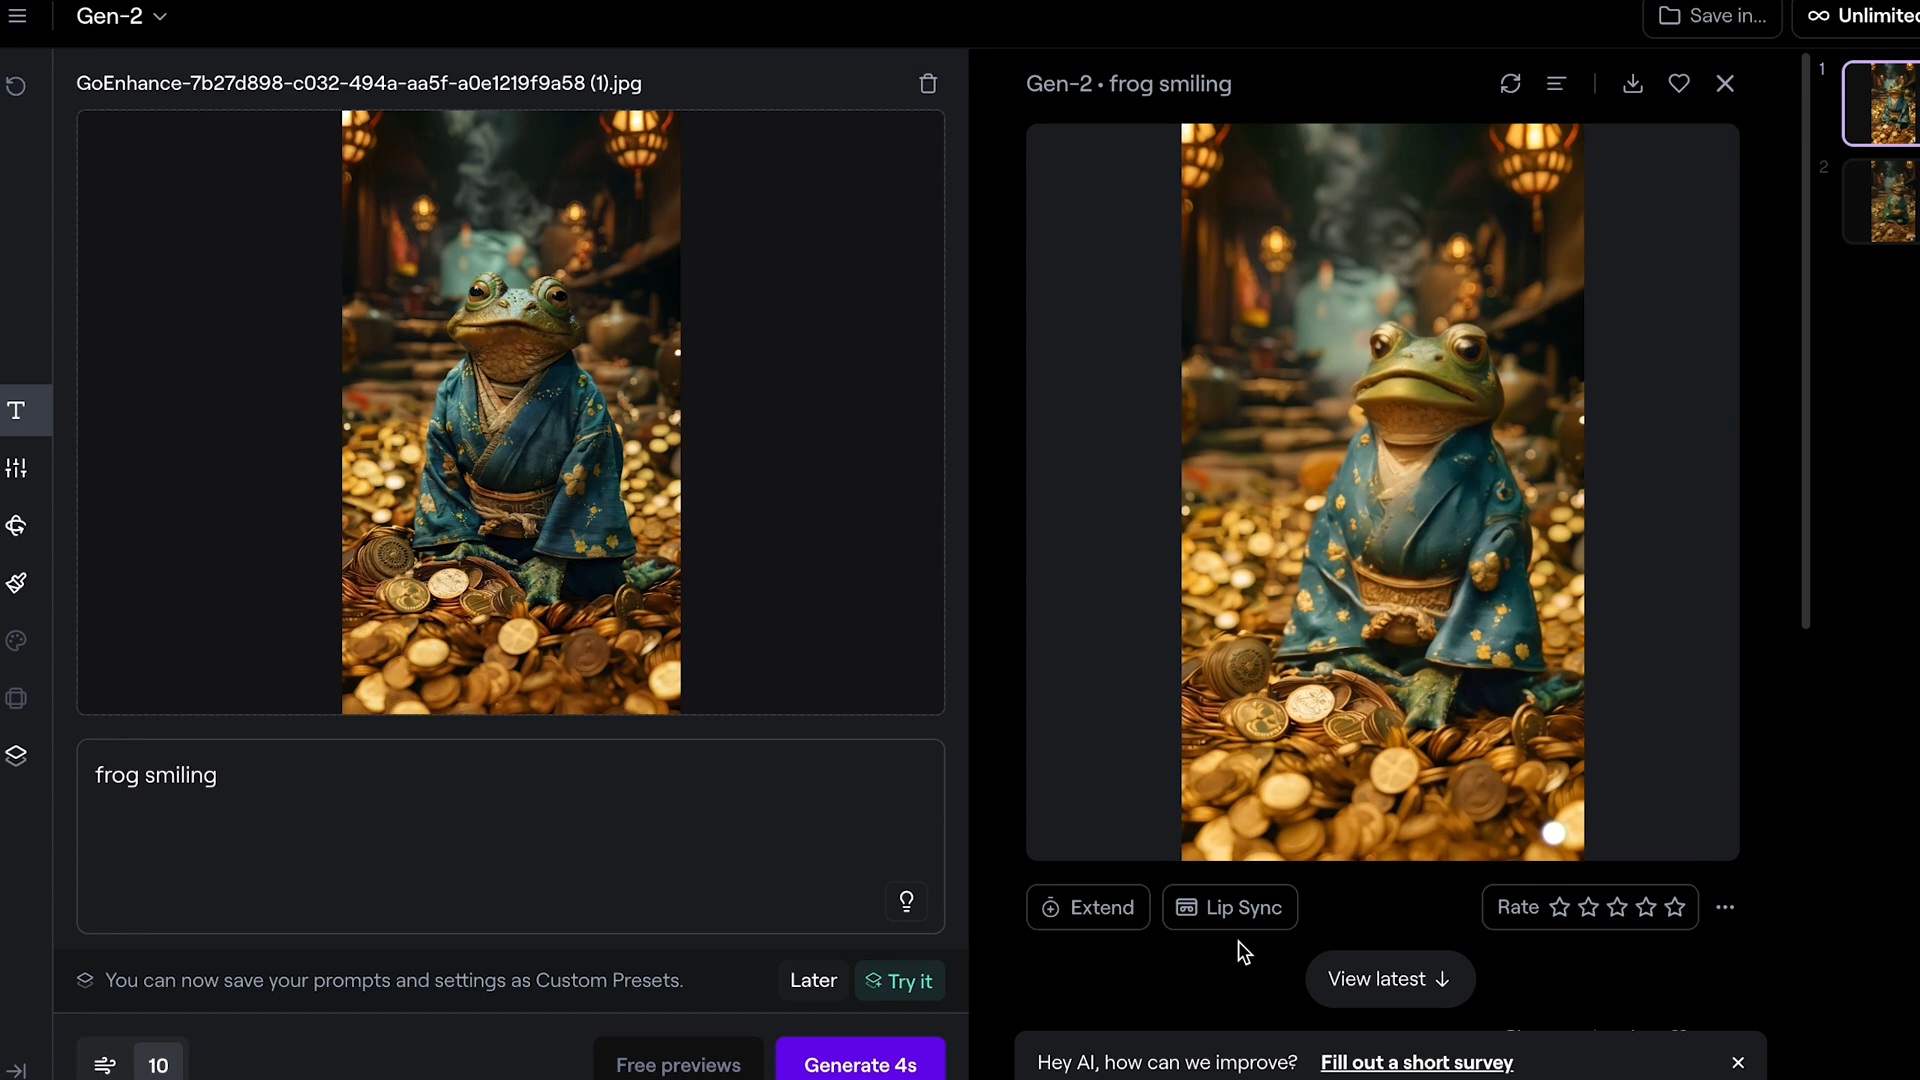 Gen-2
Save in...
Unlimited
GoEnhance-7b27d898-c032-494a-aa5f-a0e1219f9a58 (1).jpg
Gen-2 • frog smiling
1
2
T
frog smiling
Extend
Lip Sync
Rate
View latest
You can now save your prompts and settings as Custom Presets.
Later
Try it
10
Free previews
Generate 4s
Hey AI, how can we improve? Fill out a short survey